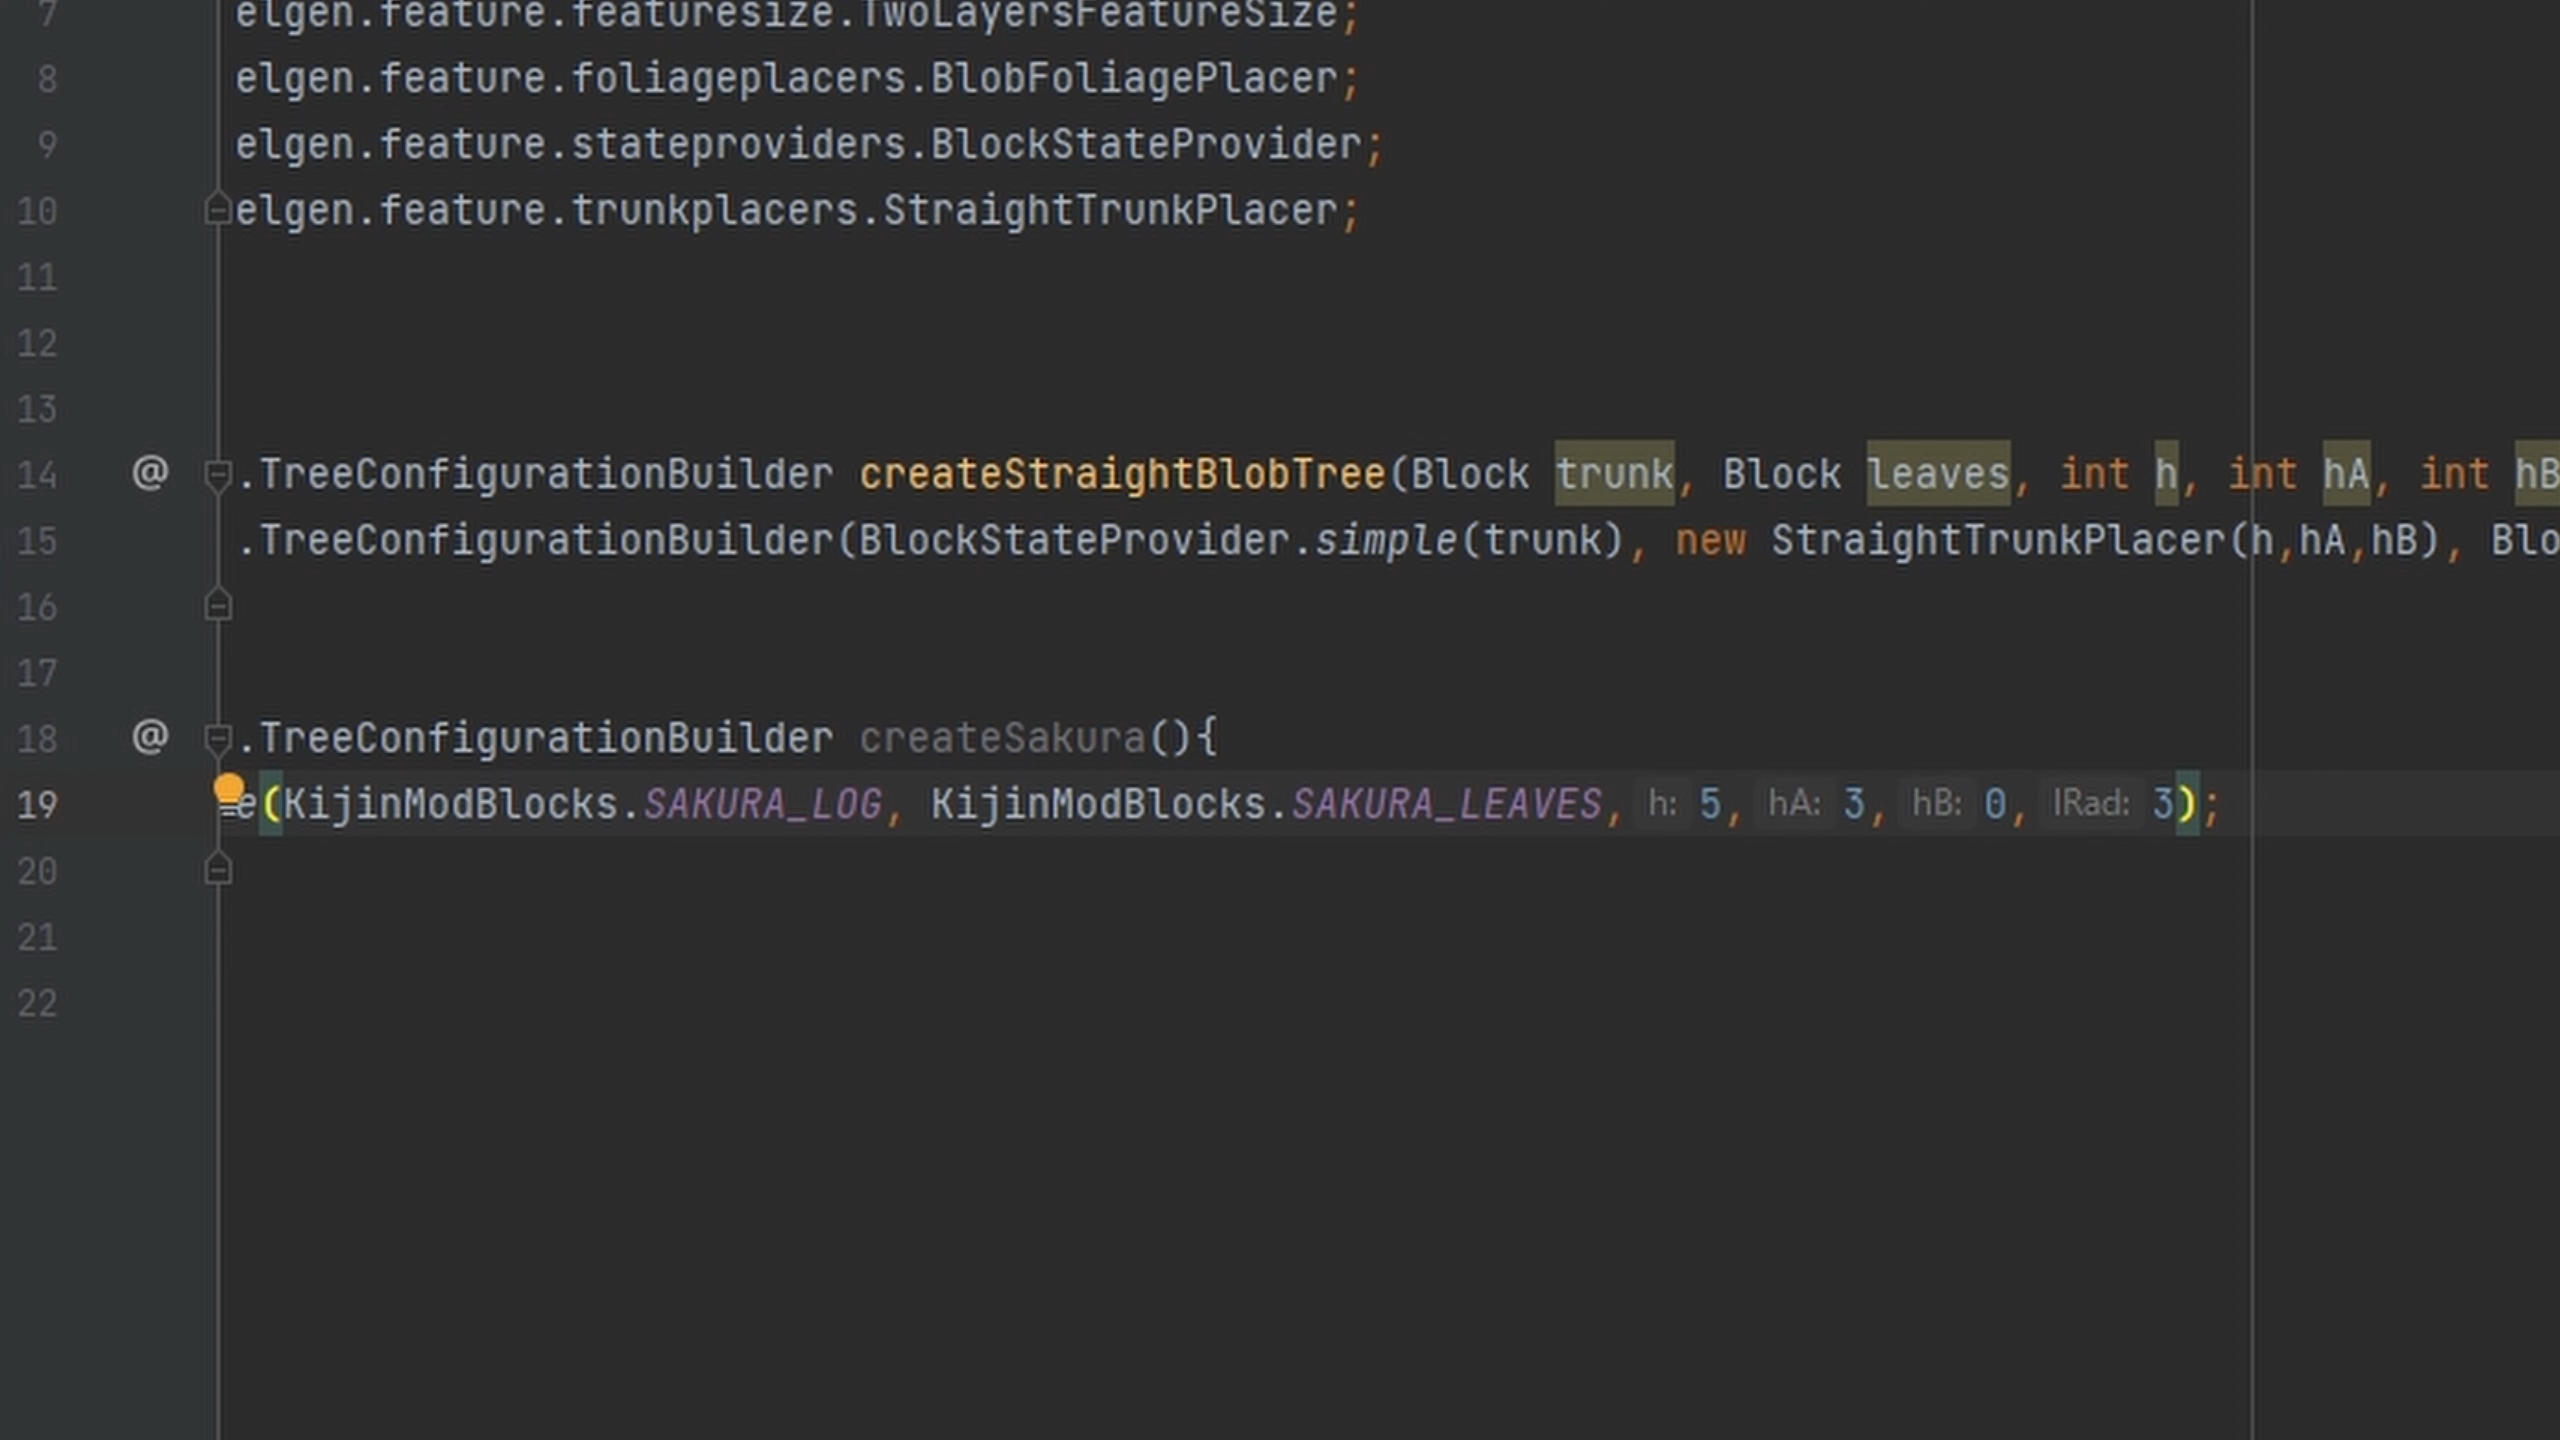 7 elgen.feature.featuresize.TwoLayersFeatureSize;
8 elgen.feature.foliageplacers.BlobFoliagePlacer;
9 elgen.feature.stateproviders.BlockStateProvider;
10 elgen.feature.trunkplacers.StraightTrunkPlacer;
11
12
13
14 @ .TreeConfigurationBuilder createStraightBlobTree(Block trunk, Block leaves, int h, int hA, int hB
15 .TreeConfigurationBuilder(BlockStateProvider.simple(trunk), new StraightTrunkPlacer(h,hA,hB), Blo
16
17
18 @ .TreeConfigurationBuilder createSakura(){
19 e(KijinModBlocks.SAKURA_LOG, KijinModBlocks.SAKURA_LEAVES, h: 5, hA: 3, hB: 0, lRad: 3);
20
21
22